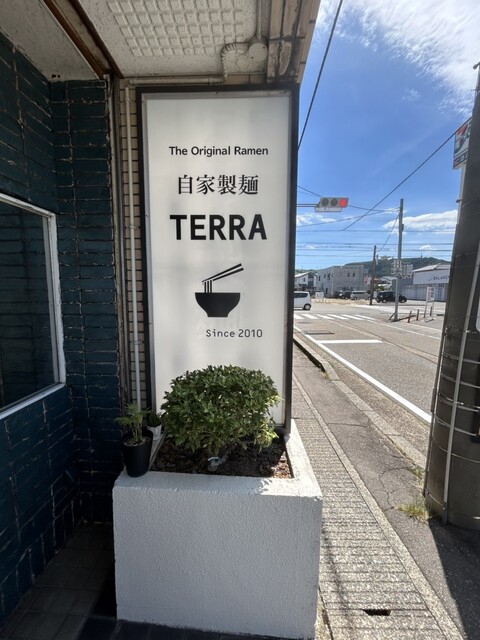 The Original Ramen
自家製麺
TERRA
Since 2010